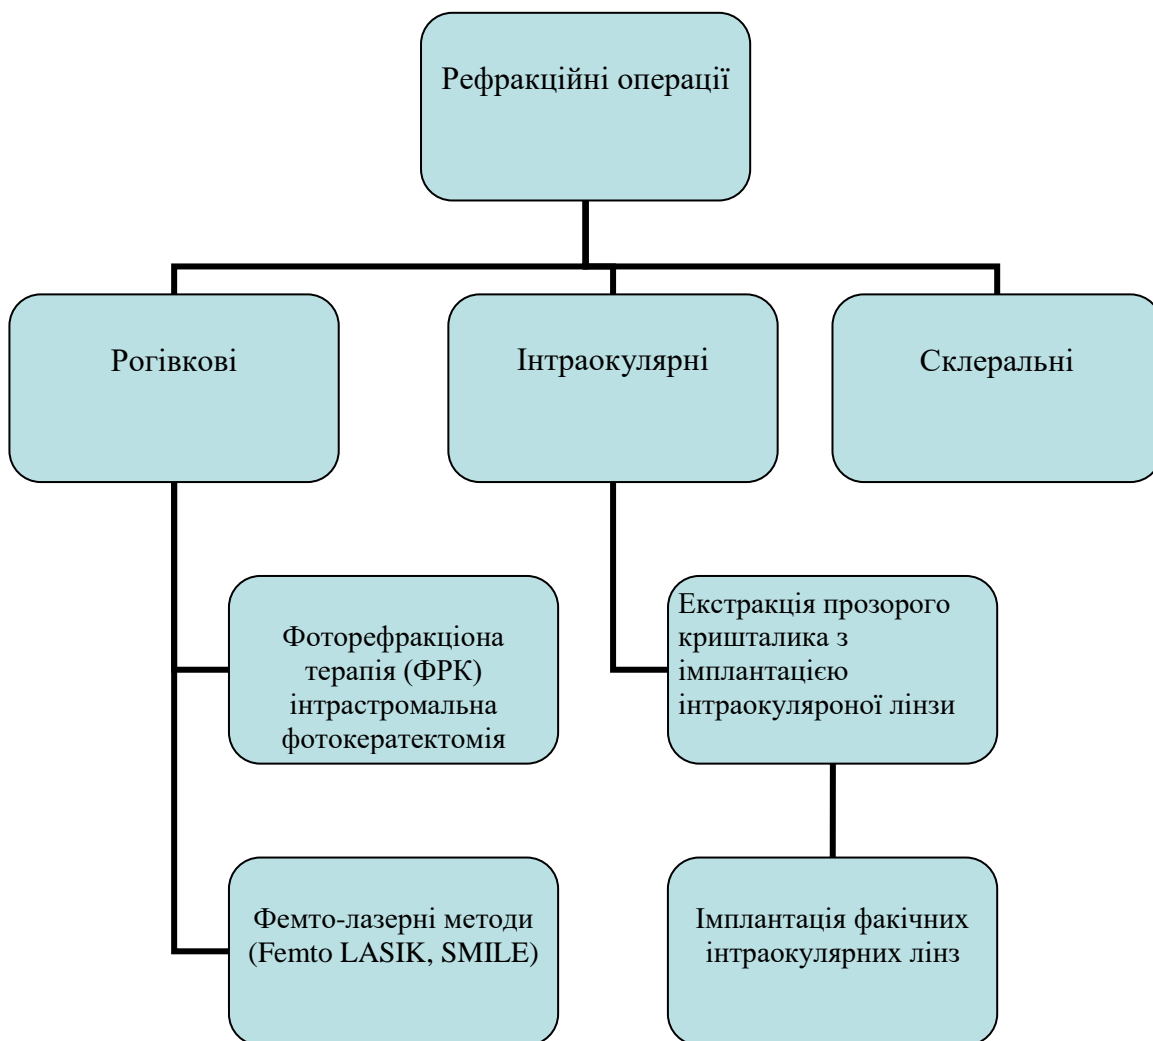 Рефракційні операції
Рогівкові
Інтраокулярні
Склеральні
Фоторефракціона
терапія (ФРК)
інтрастромальна
фотокератектомія
Екстракція прозорого
кришталика з
імплантацією
інтраокуляроної лінзи
Фемто-лазерні методи
(Femto LASIK, SMILE)
Імплантація факічних
інтраокулярних лінз